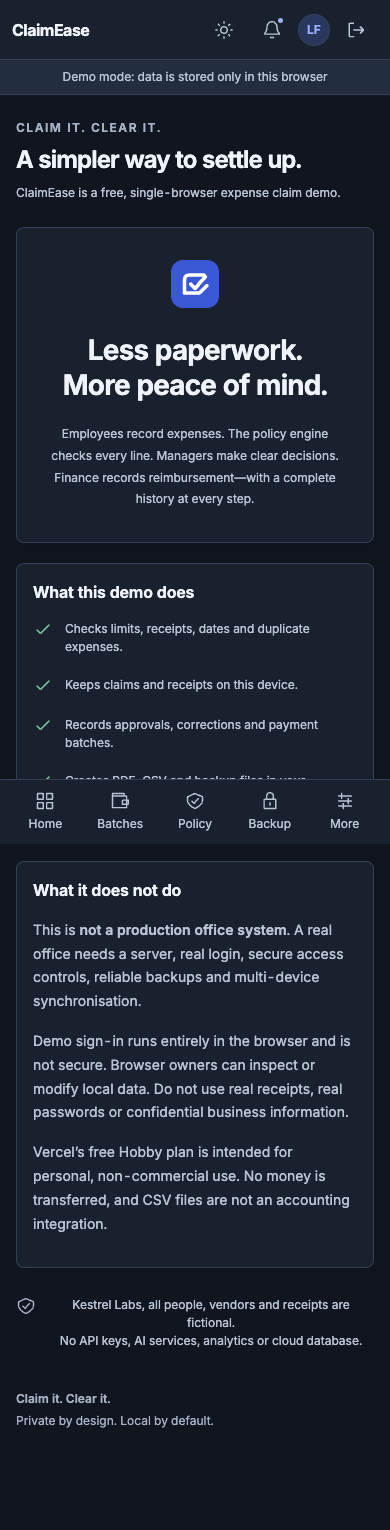 ClaimEase
LF
Demo mode: data is stored only in this browser
CLAIM IT. CLEAR IT.
A simpler way to settle up.
ClaimEase is a free, single-browser expense claim demo.
Less paperwork.
More peace of mind.
Employees record expenses. The policy engine
checks every line. Managers make clear decisions.
Finance records reimbursement—with a complete
history at every step.
What this demo does
Checks limits, receipts, dates and duplicate
expenses.
Keeps claims and receipts on this device.
Records approvals, corrections and payment
batches.
Home
Batches
Policy
Backup
More
What it does not do
This is not a production office system. A real
office needs a server, real login, secure access
controls, reliable backups and multi-device
synchronisation.
Demo sign-in runs entirely in the browser and is
not secure. Browser owners can inspect or
modify local data. Do not use real receipts, real
passwords or confidential business information.
Vercel's free Hobby plan is intended for
personal, non-commercial use. No money is
transferred, and CSV files are not an accounting
integration.
Kestrel Labs, all people, vendors and receipts are
fictional.
No API keys, AI services, analytics or cloud database.
Claim it. Clear it.
Private by design. Local by default.